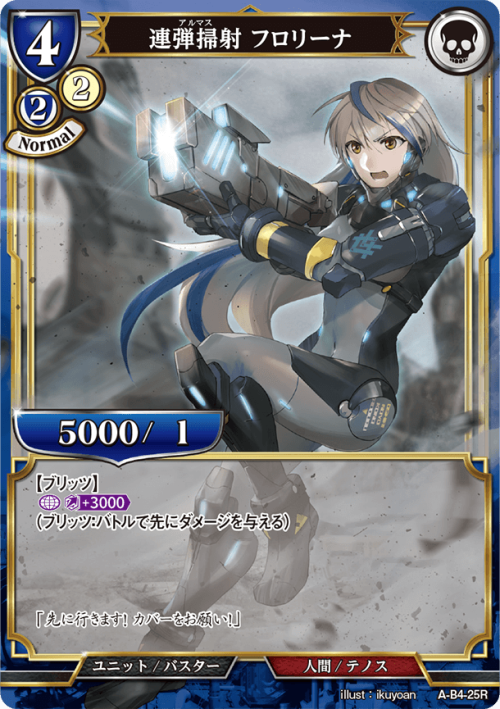 4
アルマス
連弾掃射 フロリーナ
2
2
Normal
5000/ 1
【ブリッツ】
+3000
(ブリッツ:バトルで先にダメージを与える)
「先に行きます! カバーをお願い!」
ユニット / バスター
人間 / テノス
illust : ikuyoan
A-B4-25R